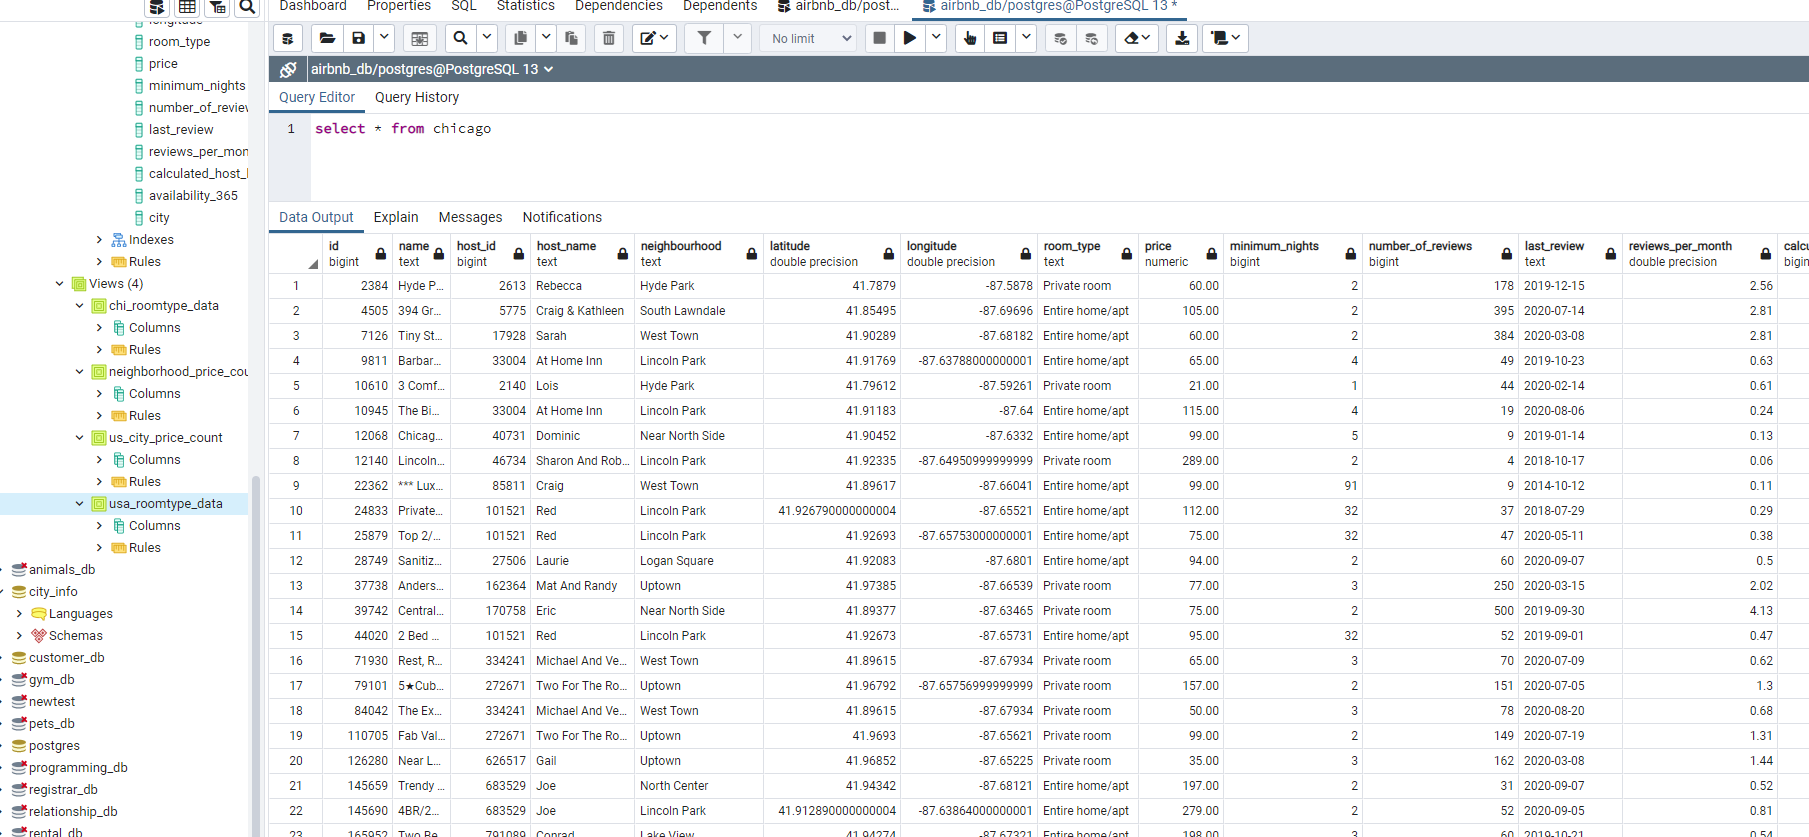 Dashboard Properties SQL Statistics Dependencies Dependents airbnb_db/post... airbnb_db/postgres@PostgreSQL 13 *
No limit
airbnb_db/postgres@PostgreSQL 13
Query Editor Query History
1 select * from chicago
Data Output Explain Messages Notifications
longitude
room_type
price
minimum_nights
number_of_review
last_review
reviews_per_mon
calculated_host_l
availability_365
city
Indexes
Rules
Views (4)
chi_roomtype_data
Columns
Rules
neighborhood_price_cou
Columns
Rules
us_city_price_count
Columns
Rules
usa_roomtype_data
Columns
Rules
animals_db
city_info
Languages
Schemas
customer_db
gym_db
newtest
pets_db
postgres
programming_db
registrar_db
relationship_db
rental_db
id name host_id host_name neighbourhood latitude longitude room_type price minimum_nights number_of_reviews last_review reviews_per_month calcu
bigint text bigint text text double precision double precision text numeric bigint bigint text double precision bigin
1 2384 Hyde P... 2613 Rebecca Hyde Park 41.7879 -87.5878 Private room 60.00 2 178 2019-12-15 2.56
2 4505 394 Gr... 5775 Craig & Kathleen South Lawndale 41.85495 -87.69696 Entire home/apt 105.00 2 395 2020-07-14 2.81
3 7126 Tiny St... 17928 Sarah West Town 41.90289 -87.68182 Entire home/apt 60.00 2 384 2020-03-08 2.81
4 9811 Barbar... 33004 At Home Inn Lincoln Park 41.91769 -87.63788000000001 Entire home/apt 65.00 4 49 2019-10-23 0.63
5 10610 3 Comf... 2140 Lois Hyde Park 41.79612 -87.59261 Private room 21.00 1 44 2020-02-14 0.61
6 10945 The Bi... 33004 At Home Inn Lincoln Park 41.91183 -87.64 Entire home/apt 115.00 4 19 2020-08-06 0.24
7 12068 Chicag... 40731 Dominic Near North Side 41.90452 -87.6332 Entire home/apt 99.00 5 9 2019-01-14 0.13
8 12140 Lincoln... 46734 Sharon And Rob... Lincoln Park 41.92335 -87.64950999999999 Private room 289.00 2 4 2018-10-17 0.06
9 22362 *** Lux... 85811 Craig West Town 41.89617 -87.66041 Entire home/apt 99.00 91 9 2014-10-12 0.11
10 24833 Private... 101521 Red Lincoln Park 41.926790000000004 -87.65521 Entire home/apt 112.00 32 37 2018-07-29 0.29
11 25879 Top 2/... 101521 Red Lincoln Park 41.92693 -87.65753000000001 Entire home/apt 75.00 32 47 2020-05-11 0.38
12 28749 Sanitiz... 27506 Laurie Logan Square 41.92083 -87.6801 Entire home/apt 94.00 2 60 2020-09-07 0.5
13 37738 Anders... 162364 Mat And Randy Uptown 41.97385 -87.66539 Private room 77.00 3 250 2020-03-15 2.02
14 39742 Central... 170758 Eric Near North Side 41.89377 -87.63465 Private room 75.00 2 500 2019-09-30 4.13
15 44020 2 Bed ... 101521 Red Lincoln Park 41.92673 -87.65731 Entire home/apt 95.00 32 52 2019-09-01 0.47
16 71930 Rest, R... 334241 Michael And Ve... West Town 41.89615 -87.67934 Private room 65.00 3 70 2020-07-09 0.62
17 79101 5★Cub... 272671 Two For The Ro... Uptown 41.96792 -87.65756999999999 Private room 157.00 2 151 2020-07-05 1.3
18 84042 The Ex... 334241 Michael And Ve... West Town 41.89615 -87.67934 Private room 50.00 3 78 2020-08-20 0.68
19 110705 Fab Val... 272671 Two For The Ro... Uptown 41.9693 -87.65621 Private room 99.00 2 149 2020-07-19 1.31
20 126280 Near L... 626517 Gail Uptown 41.96852 -87.65225 Private room 35.00 3 162 2020-03-08 1.44
21 145659 Trendy ... 683529 Joe North Center 41.94342 -87.68121 Entire home/apt 197.00 2 31 2020-09-07 0.52
22 145690 4BR/2... 683529 Joe Lincoln Park 41.912890000000004 -87.63864000000001 Entire home/apt 279.00 2 52 2020-09-05 0.81
23 165952 Two Be... 791089 Conrad Lake View 41.94274 -87.67321 Entire home/apt 198.00 3 60 2019-10-21 0.54